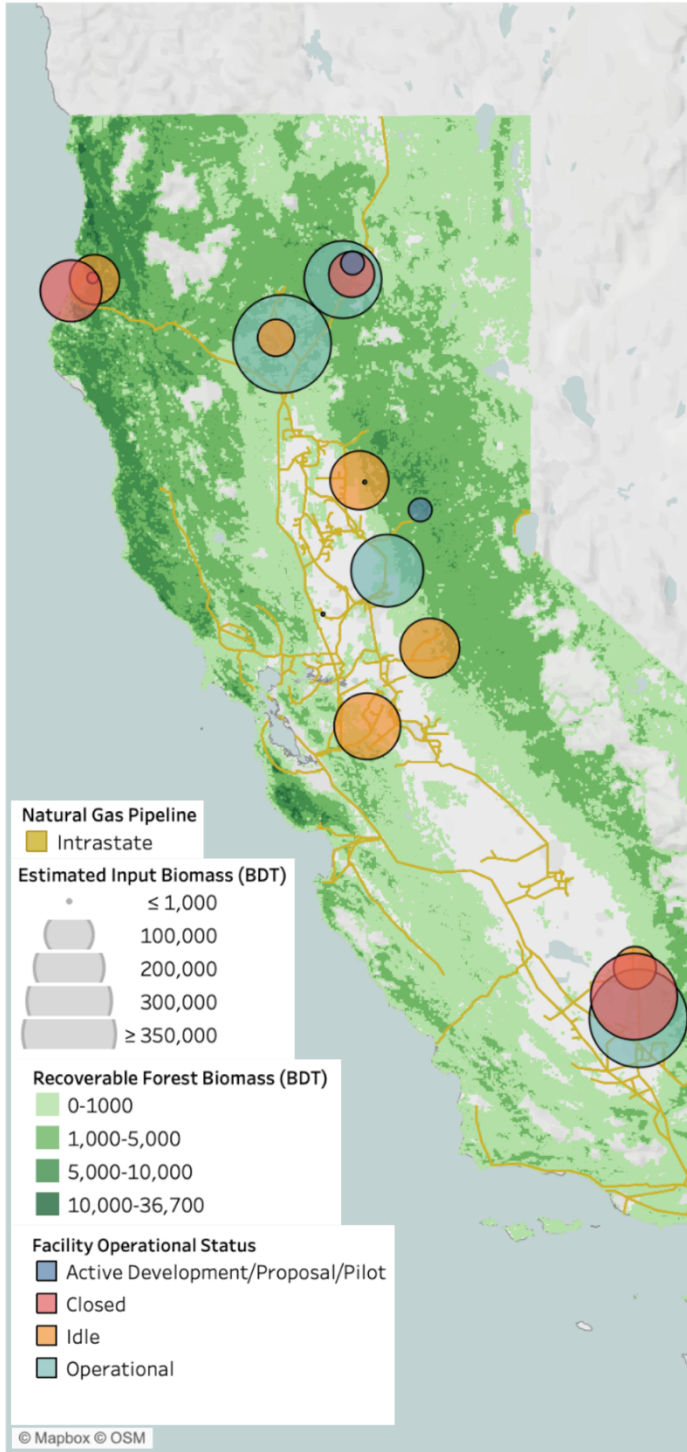 Natural Gas Pipeline
Intrastate
Estimated Input Biomass (BDT)
≤ 1,000
100,000
200,000
300,000
≥ 350,000
Recoverable Forest Biomass (BDT)
0-1000
1,000-5,000
5,000-10,000
10,000-36,700
Facility Operational Status
Active Development/Proposal/Pilot
Closed
Idle
Operational
© Mapbox © OSM